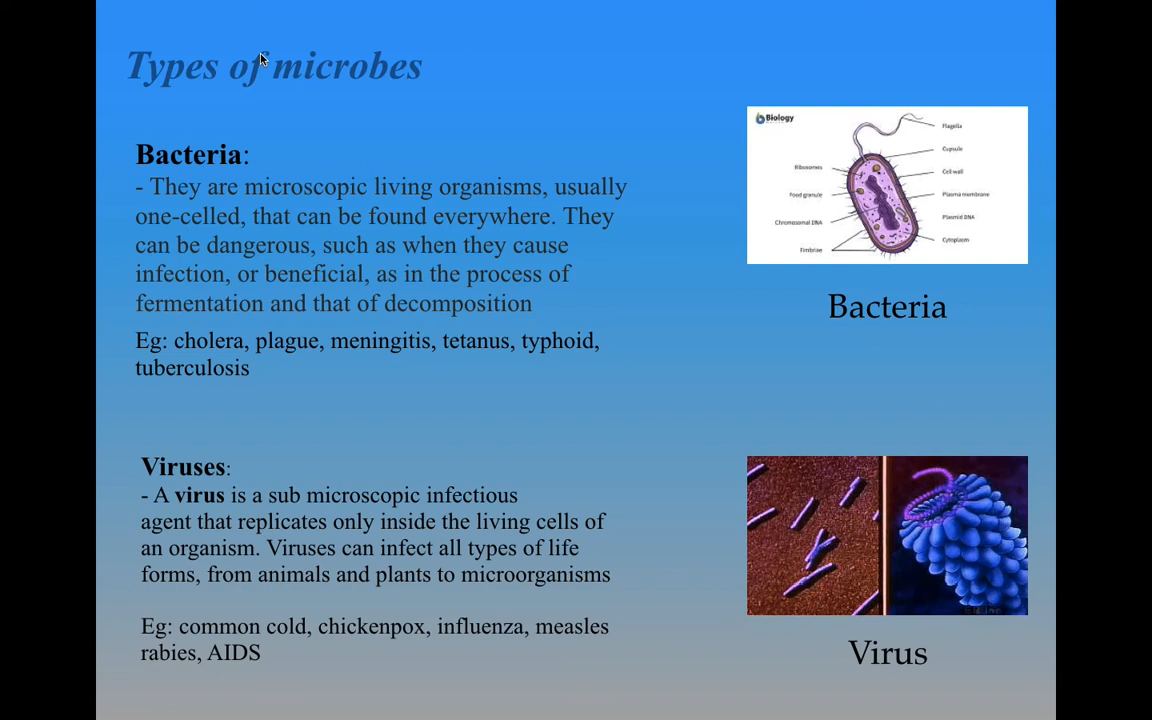 Types of microbes
Bacteria:
- They are microscopic living organisms, usually
one-celled, that can be found everywhere. They
can be dangerous, such as when they cause
infection, or beneficial, as in the process of
fermentation and that of decomposition
Eg: cholera, plague, meningitis, tetanus, typhoid,
tuberculosis
Biology
Flagella
Capsule
Ribosomes
Cell wall
Food granule
Plasma membrane
Chromosomal DNA
Plasmid DNA
Cytoplasm
Fimbriae
Bacteria
Viruses:
- A virus is a sub microscopic infectious
agent that replicates only inside the living cells of
an organism. Viruses can infect all types of life
forms, from animals and plants to microorganisms
Eg: common cold, chickenpox, influenza, measles
rabies, AIDS
Virus